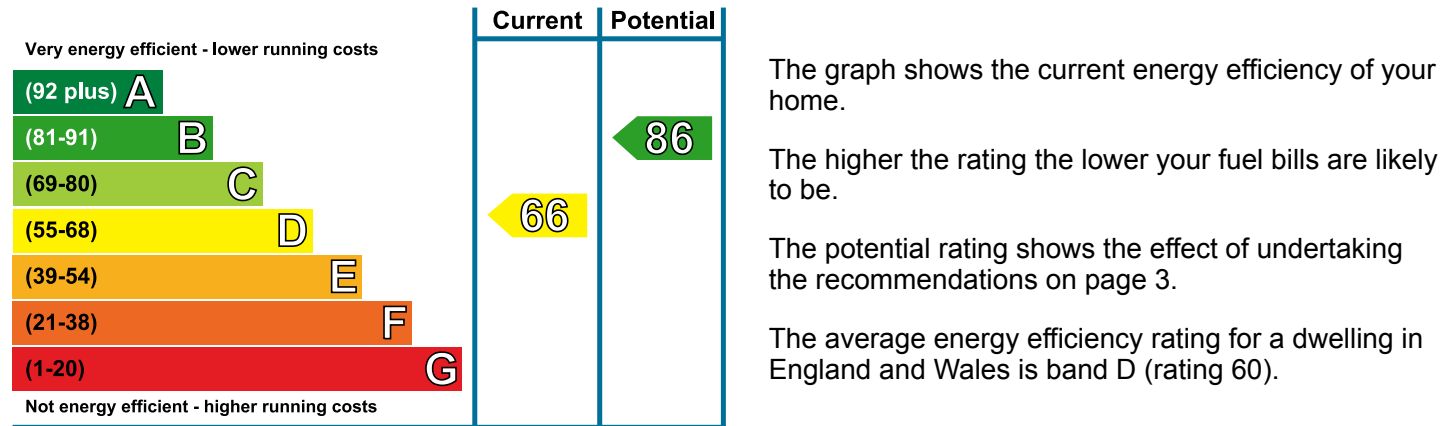 Current
Potential
Very energy efficient - lower running costs
(92 plus) A
(81-91) B
(69-80) C
(55-68) D
(39-54) E
(21-38) F
(1-20) G
Not energy efficient - higher running costs
66
86
The graph shows the current energy efficiency of your
home.
The higher the rating the lower your fuel bills are likely
to be.
The potential rating shows the effect of undertaking
the recommendations on page 3.
The average energy efficiency rating for a dwelling in
England and Wales is band D (rating 60).